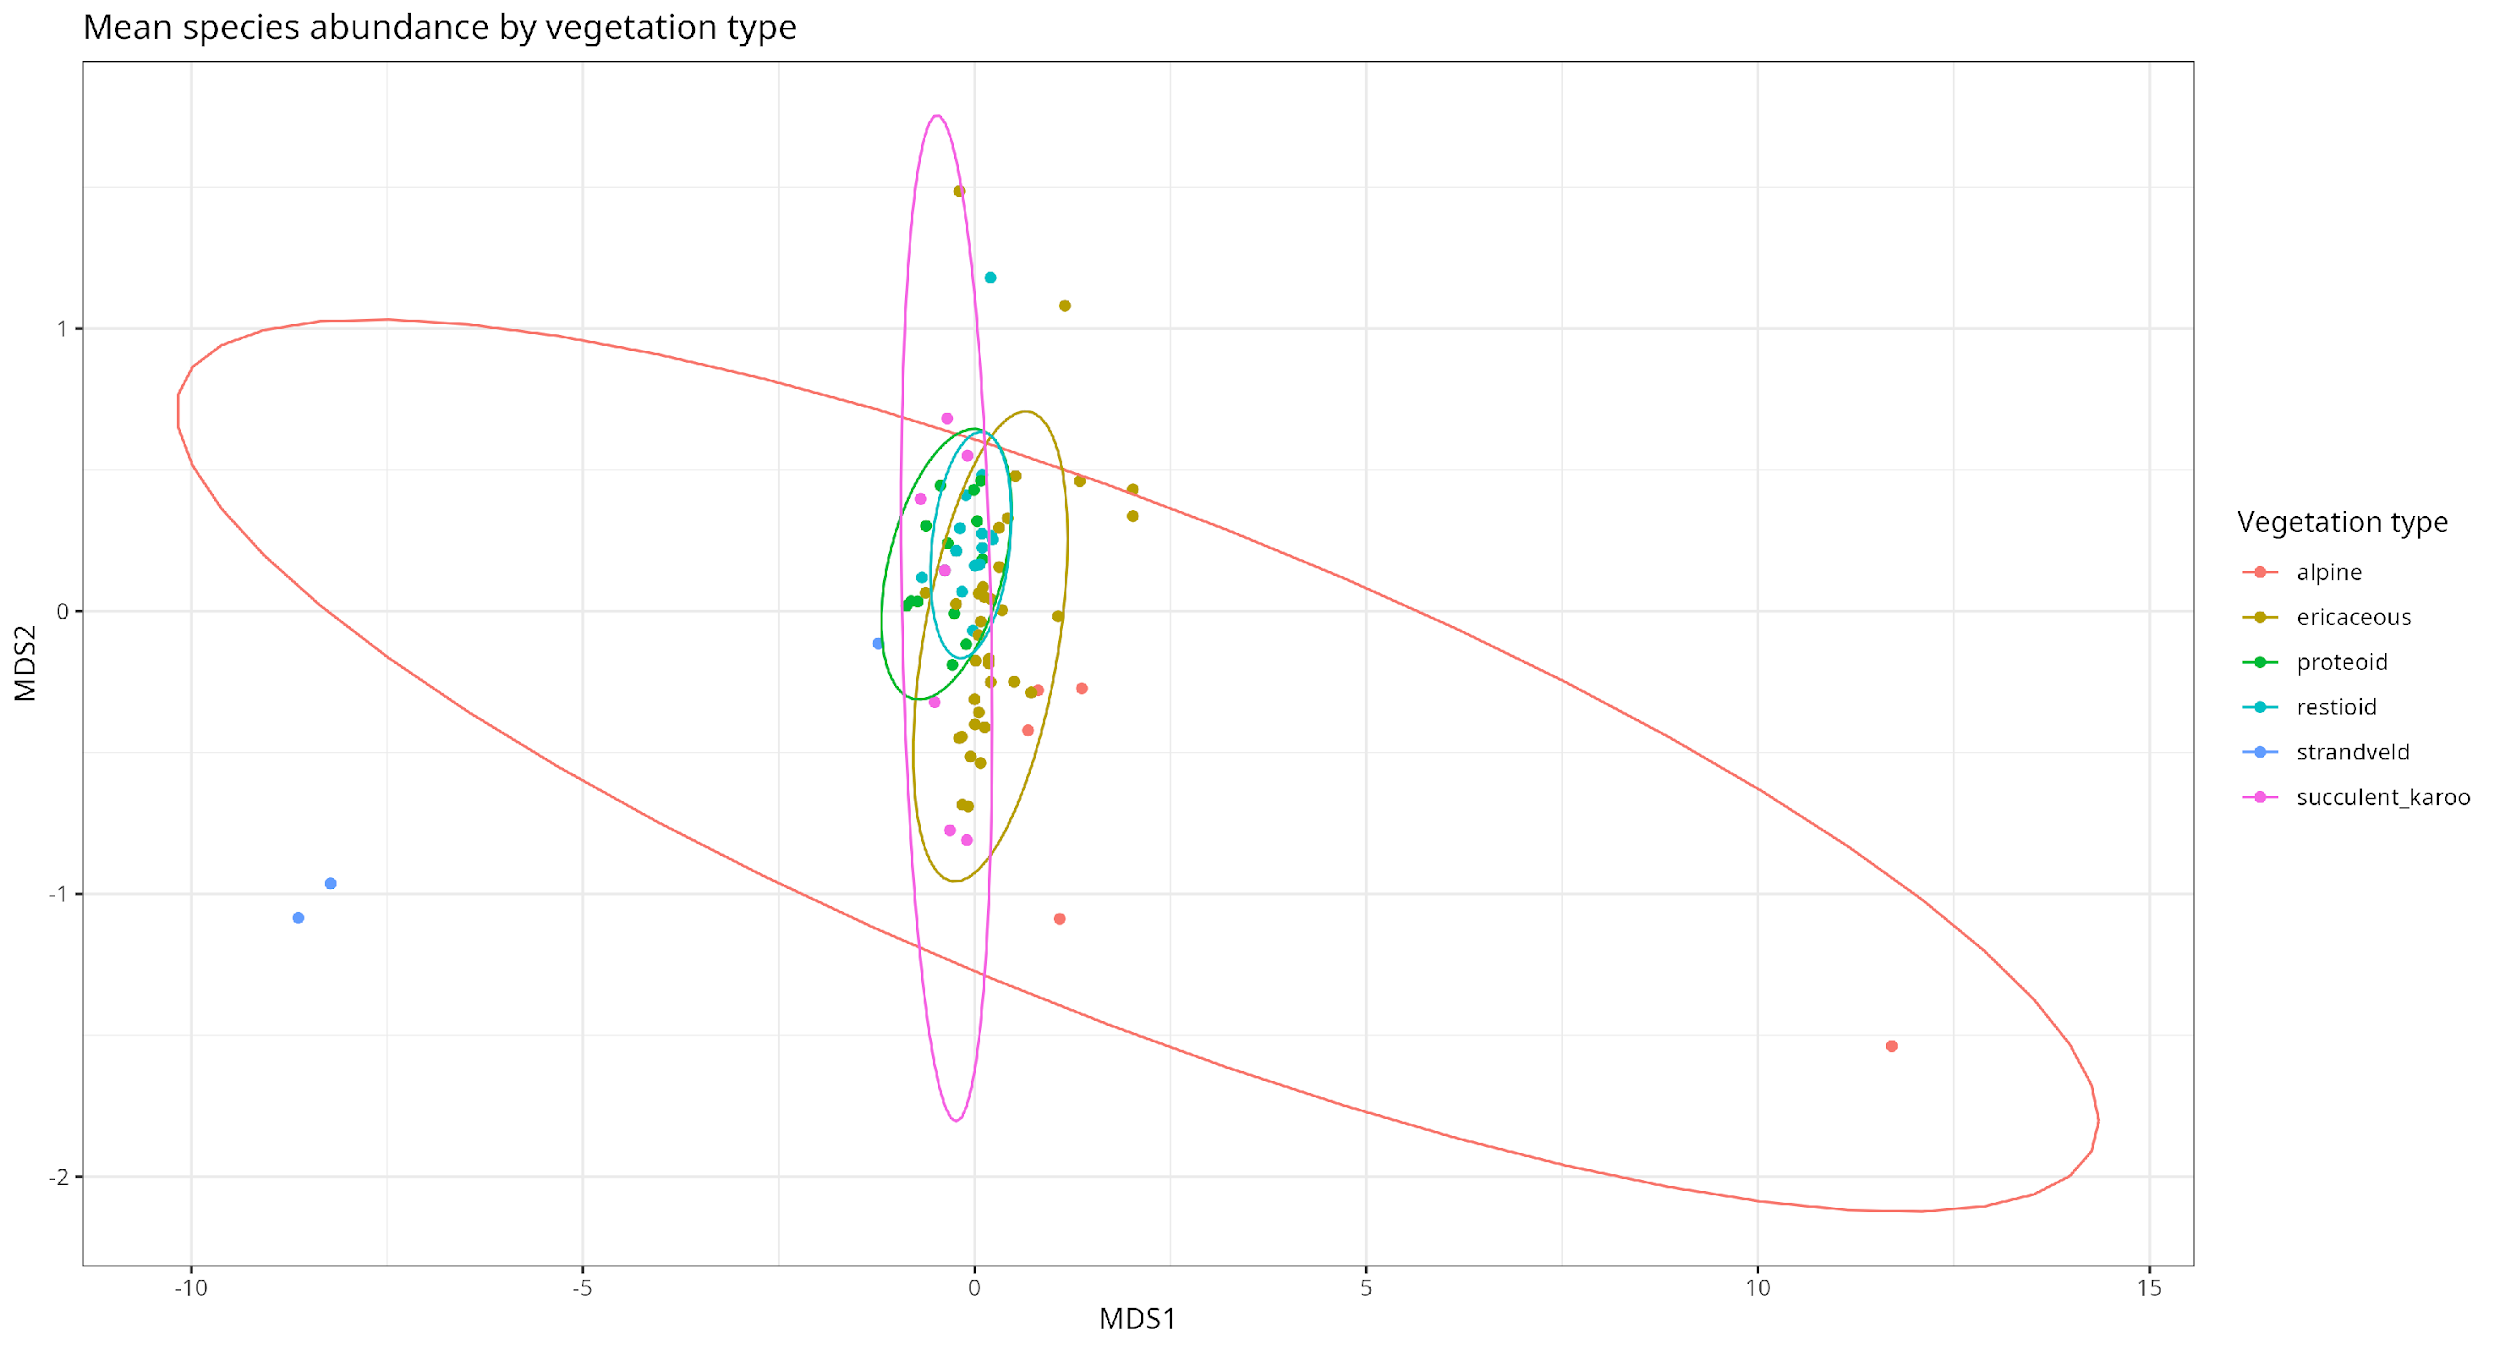 Mean species abundance by vegetation type
1
0
-1
-2
MDS2
-10 -5 0 5 10 15
MDS1
Vegetation type
alpine
ericaceous
proteoid
restioid
strandveld
succulent_karoo